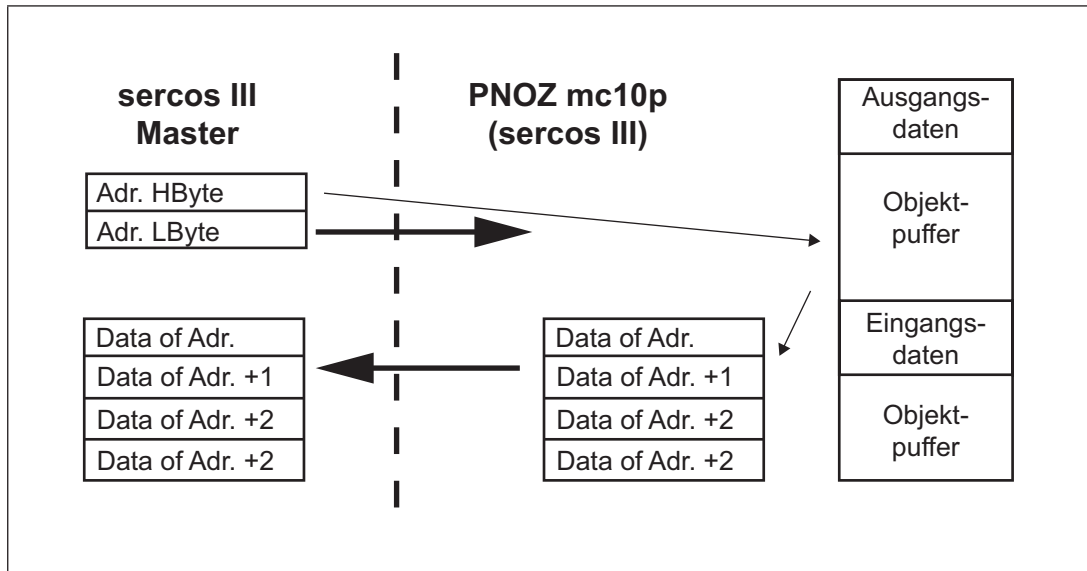 sercos III
Master
PNOZ mc10p
(sercos III)
Adr. HByte
Adr. LByte
Data of Adr.
Data of Adr. +1
Data of Adr. +2
Data of Adr. +2
Data of Adr.
Data of Adr. +1
Data of Adr. +2
Data of Adr. +2
Ausgangs-
daten
Objekt-
puffer
Eingangs-
daten
Objekt-
puffer